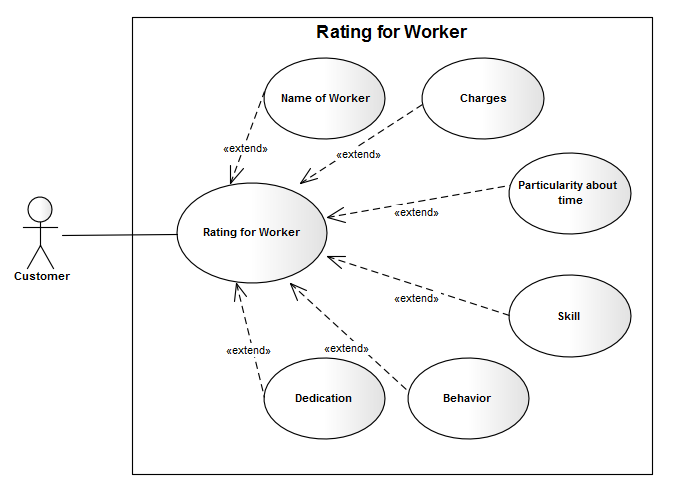 Rating for Worker
Name of Worker
Charges
«extend»
«extend»
Particularity about
time
«extend»
Rating for Worker
Customer
«extend»
Skill
«extend»
«extend»
Dedication
Behavior